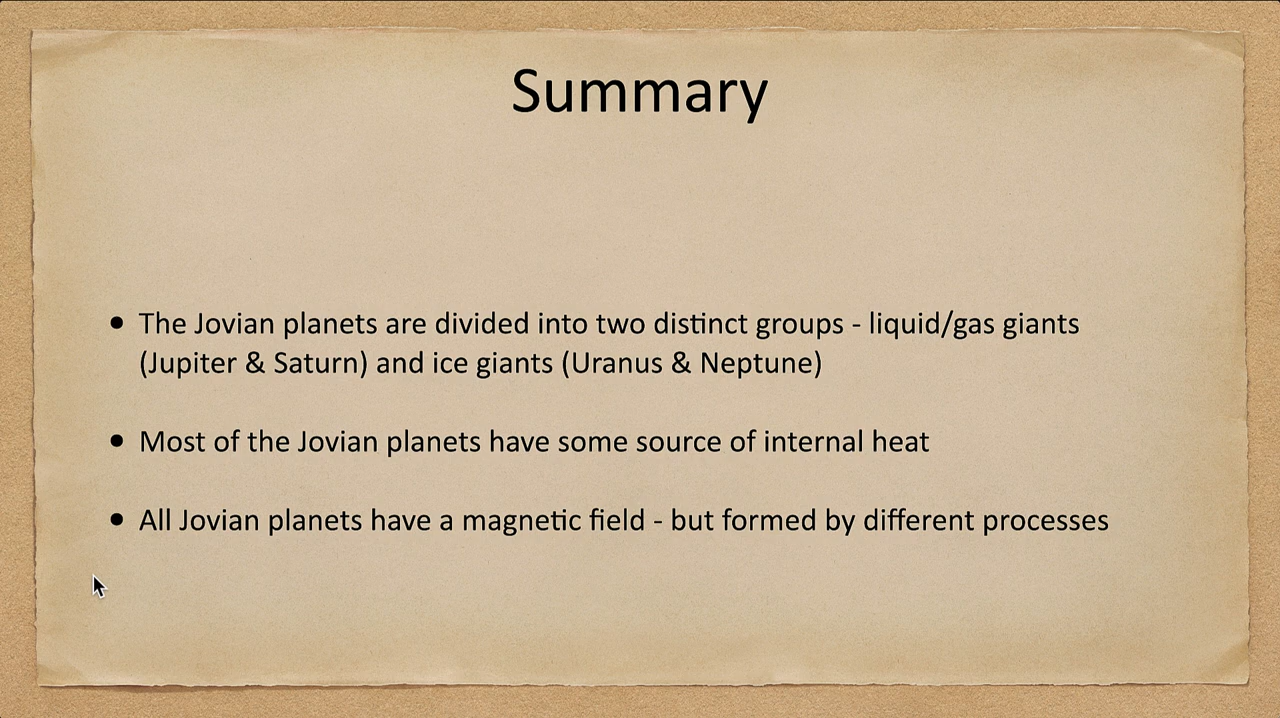 Summary
• The Jovian planets are divided into two distinct groups - liquid/gas giants
(Jupiter & Saturn) and ice giants (Uranus & Neptune)
• Most of the Jovian planets have some source of internal heat
• All Jovian planets have a magnetic field - but formed by different processes